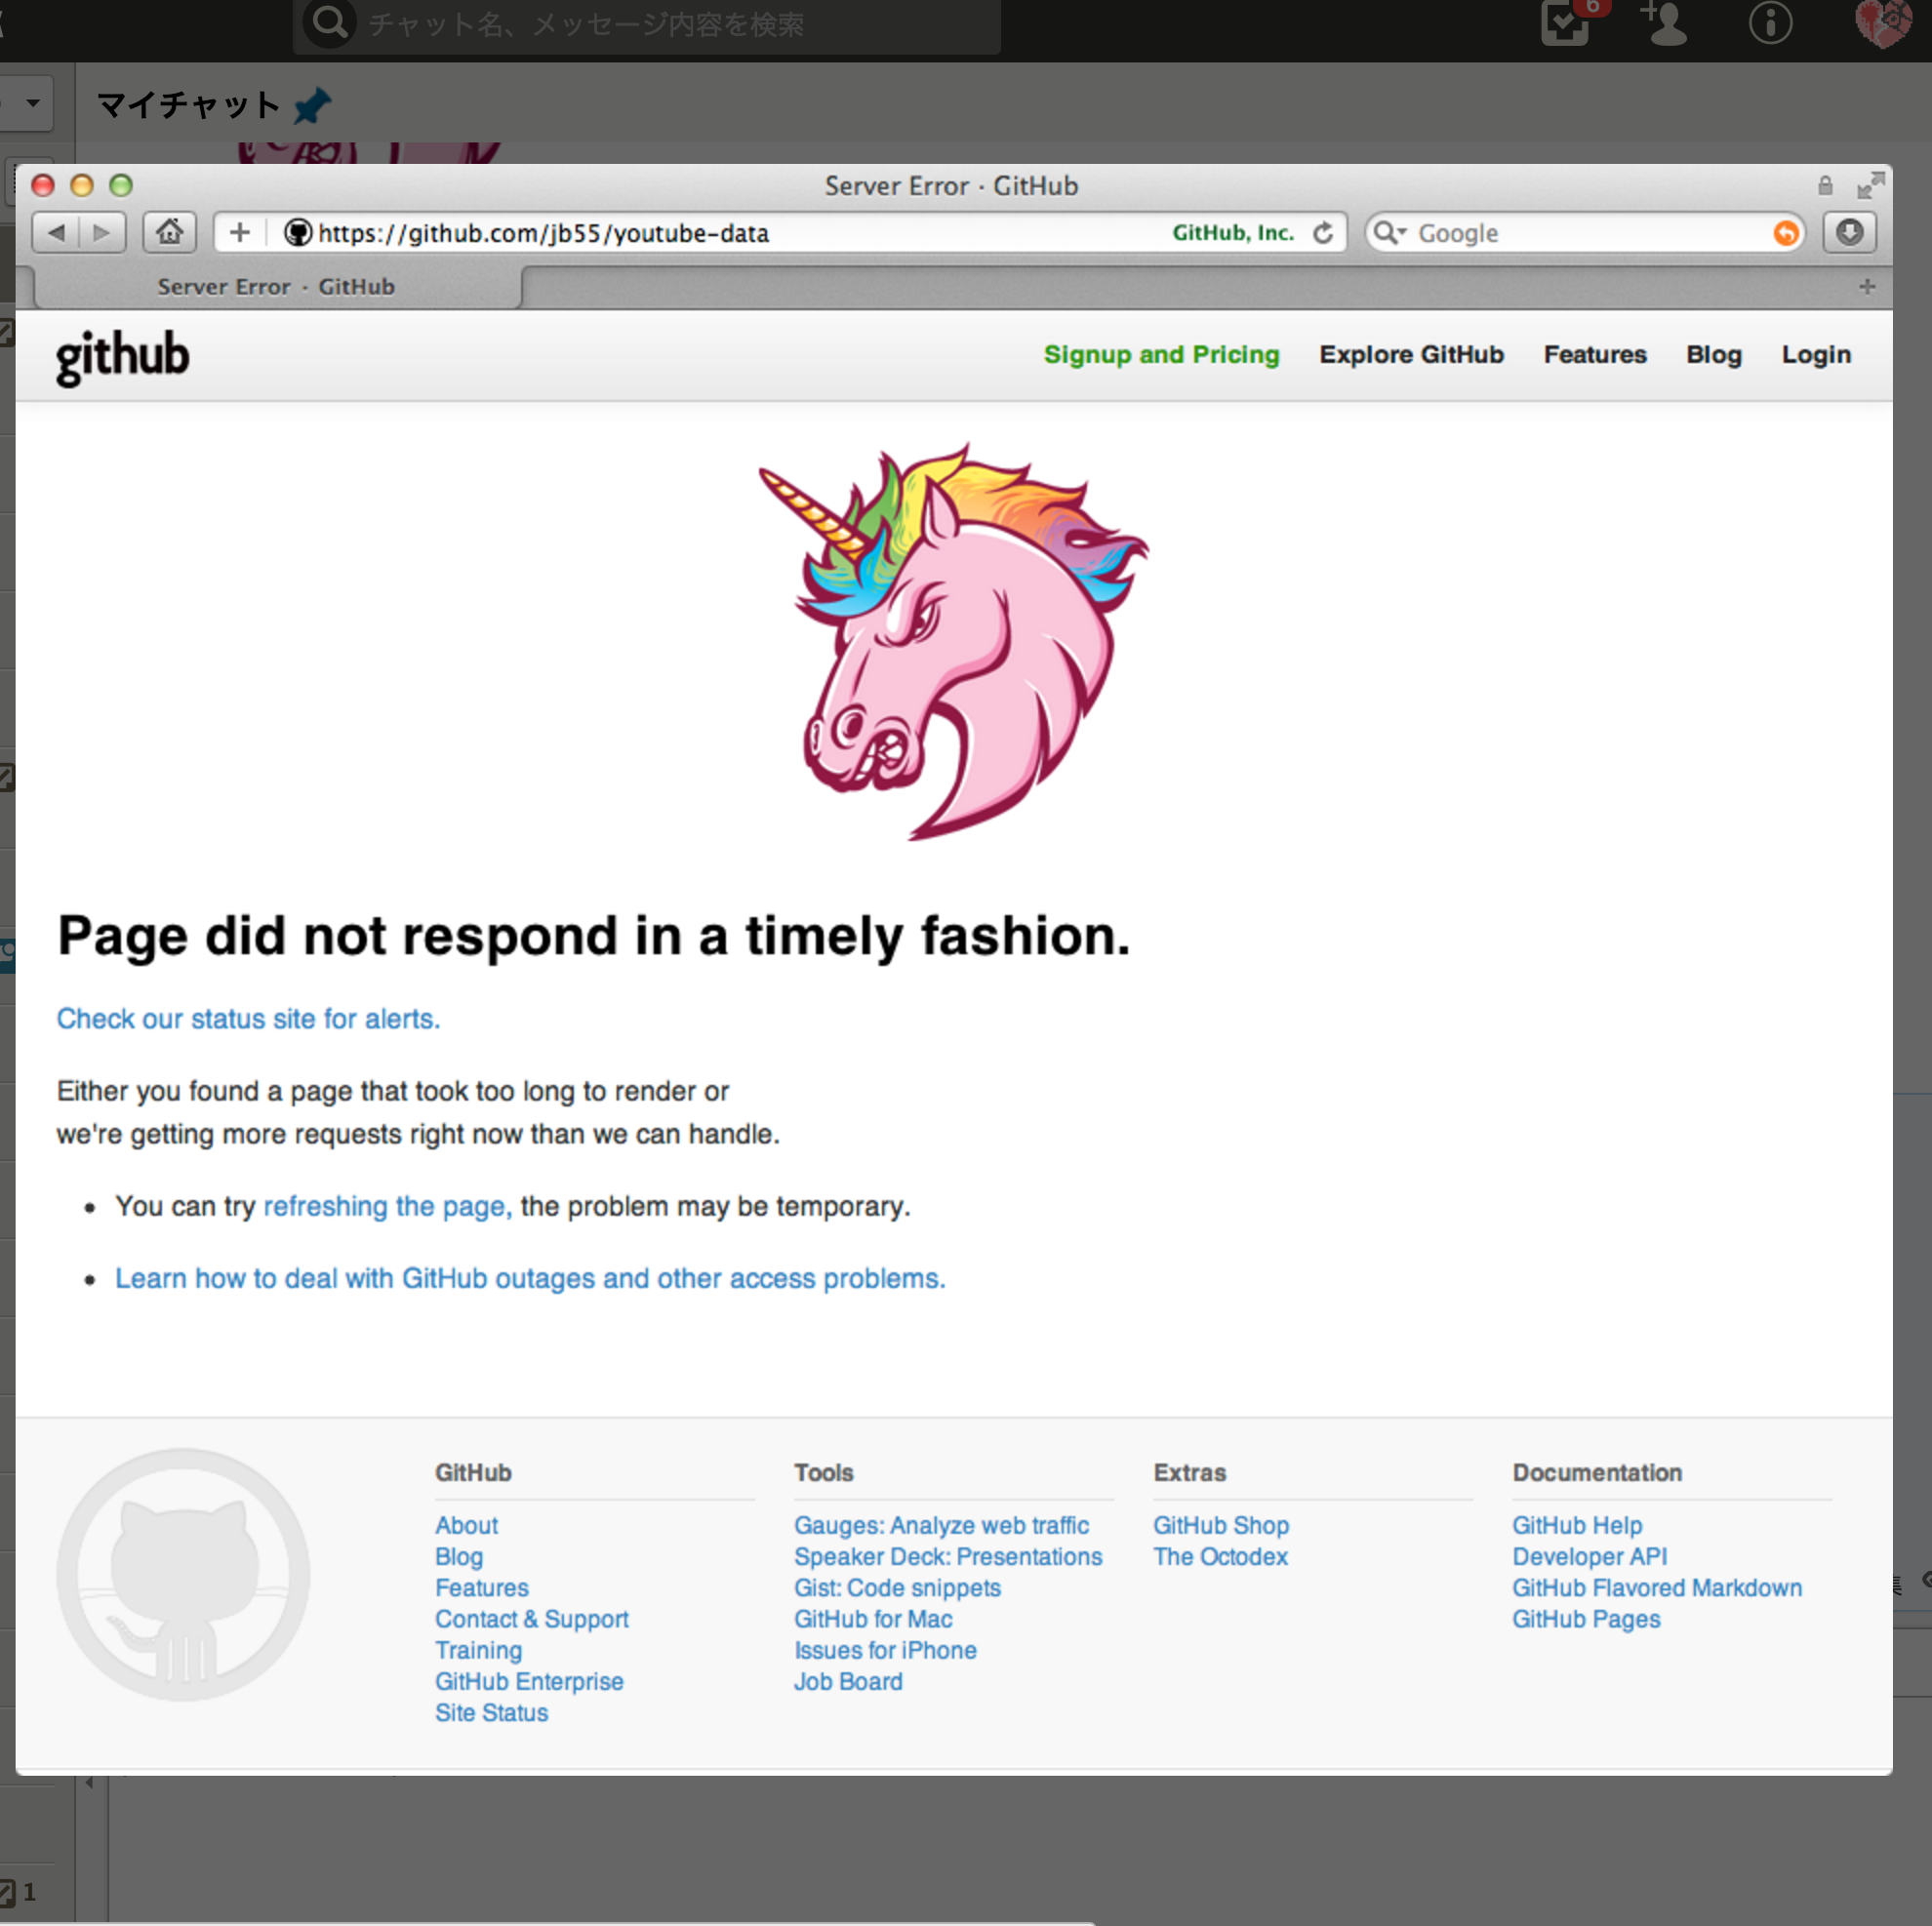 チャット名、メッセージ内容を検索
6
マイチャット
Server Error · GitHub
https://github.com/jb55/youtube-data
GitHub, Inc.
Google
Server Error · GitHub
github
Signup and Pricing
Explore GitHub
Features
Blog
Login
Page did not respond in a timely fashion.
Check our status site for alerts.
Either you found a page that took too long to render or
we're getting more requests right now than we can handle.
• You can try refreshing the page, the problem may be temporary.
• Learn how to deal with GitHub outages and other access problems.
GitHub
About
Blog
Features
Contact & Support
Training
GitHub Enterprise
Site Status
Tools
Gauges: Analyze web traffic
Speaker Deck: Presentations
Gist: Code snippets
GitHub for Mac
Issues for iPhone
Job Board
Extras
GitHub Shop
The Octodex
Documentation
GitHub Help
Developer API
GitHub Flavored Markdown
GitHub Pages
1